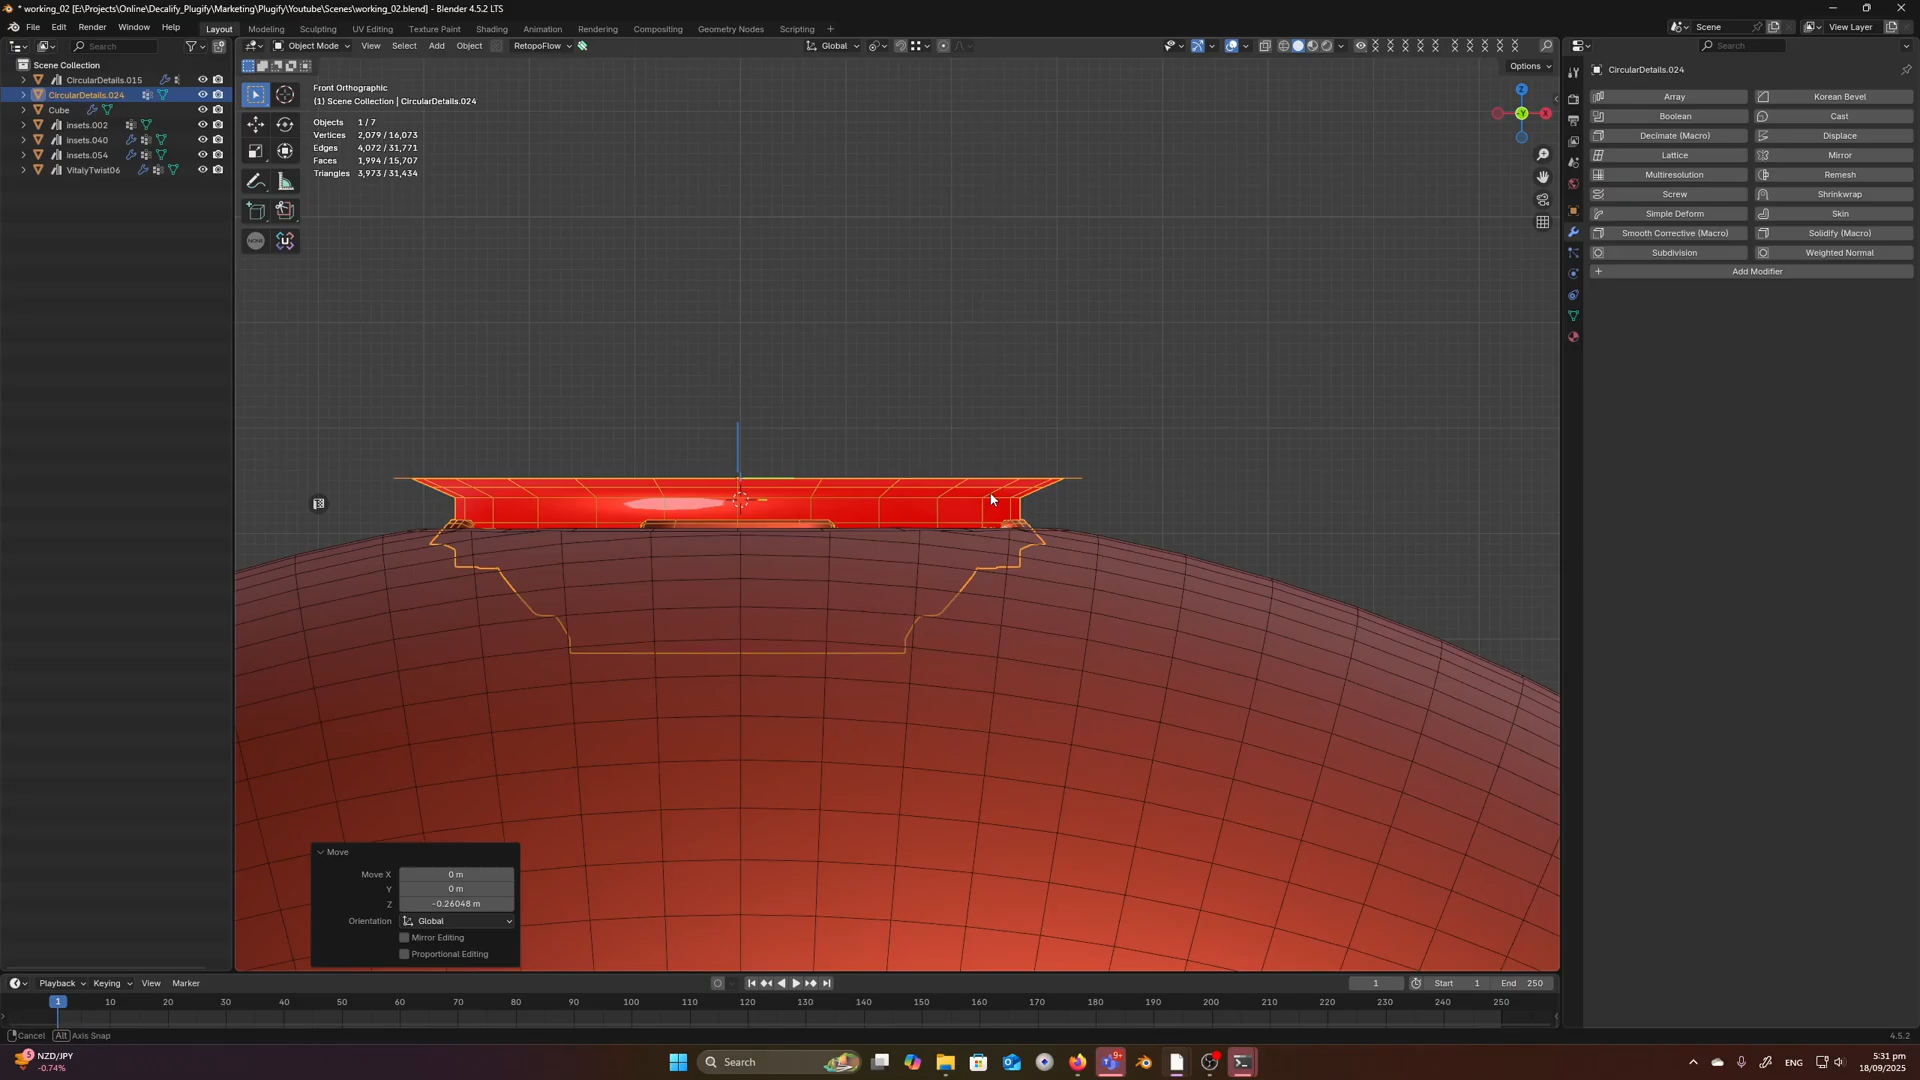 * working_02 [E:\Projects\Online\Decalify_Plugify\Marketing\Plugify\Youtube\Scenes\working_02.blend] - Blender 4.5.2 LTS
File Edit Render Window Help Layout Modeling Sculpting UV Editing Texture Paint Shading Animation Rendering Compositing Geometry Nodes Scripting + Scene View Layer
Search Object Mode View Select Add Object RetopoFlow Global Search
Options
Scene Collection
CircularDetails.015
CircularDetails.024
Cube
insets.002
insets.040
insets.054
VitalyTwist06
Front Orthographic
(1) Scene Collection | CircularDetails.024
Objects 1 / 7
Vertices 2,079 / 16,073
Edges 4,072 / 31,771
Faces 1,994 / 15,707
Triangles 3,973 / 31,434
NONE
Z
X
Y
CircularDetails.024
Array Korean Bevel
Boolean Cast
Decimate (Macro) Displace
Lattice Mirror
Multiresolution Remesh
Screw Shrinkwrap
Simple Deform Skin
Smooth Corrective (Macro) Solidify (Macro)
Subdivision Weighted Normal
Add Modifier
Move
Move X 0 m
Y 0 m
Z -0.26048 m
Orientation Global
Mirror Editing
Proportional Editing
Playback Keying View Marker 1 Start 1 End 250
1 10 20 30 40 50 60 70 80 90 100 110 120 130 140 150 160 170 180 190 200 210 220 230 240 250
Cancel Alt Axis Snap 4.5.2
5 NZD/JPY
-0.74%
Search
9+
ENG
5:31 pm
18/09/2025